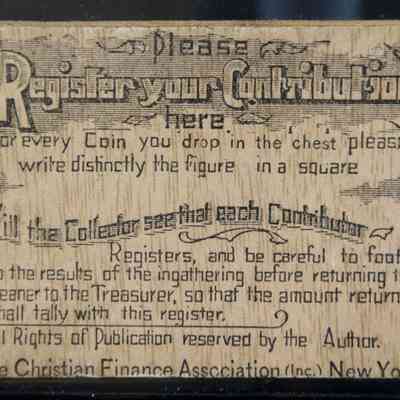 Please
Register your Contribution
here
or every Coin you drop in the 'chest' please
write distinctly the figure in a square
ill the Collector see that each Contributor
Registers, and be careful to foot
the results of the ingathering before returning
eaner to the Treasurer, so that the amount return
hall tally with this register.
l Rights of Publication reserved by the Author.
e Christian Finance Association (Inc.) New Yo